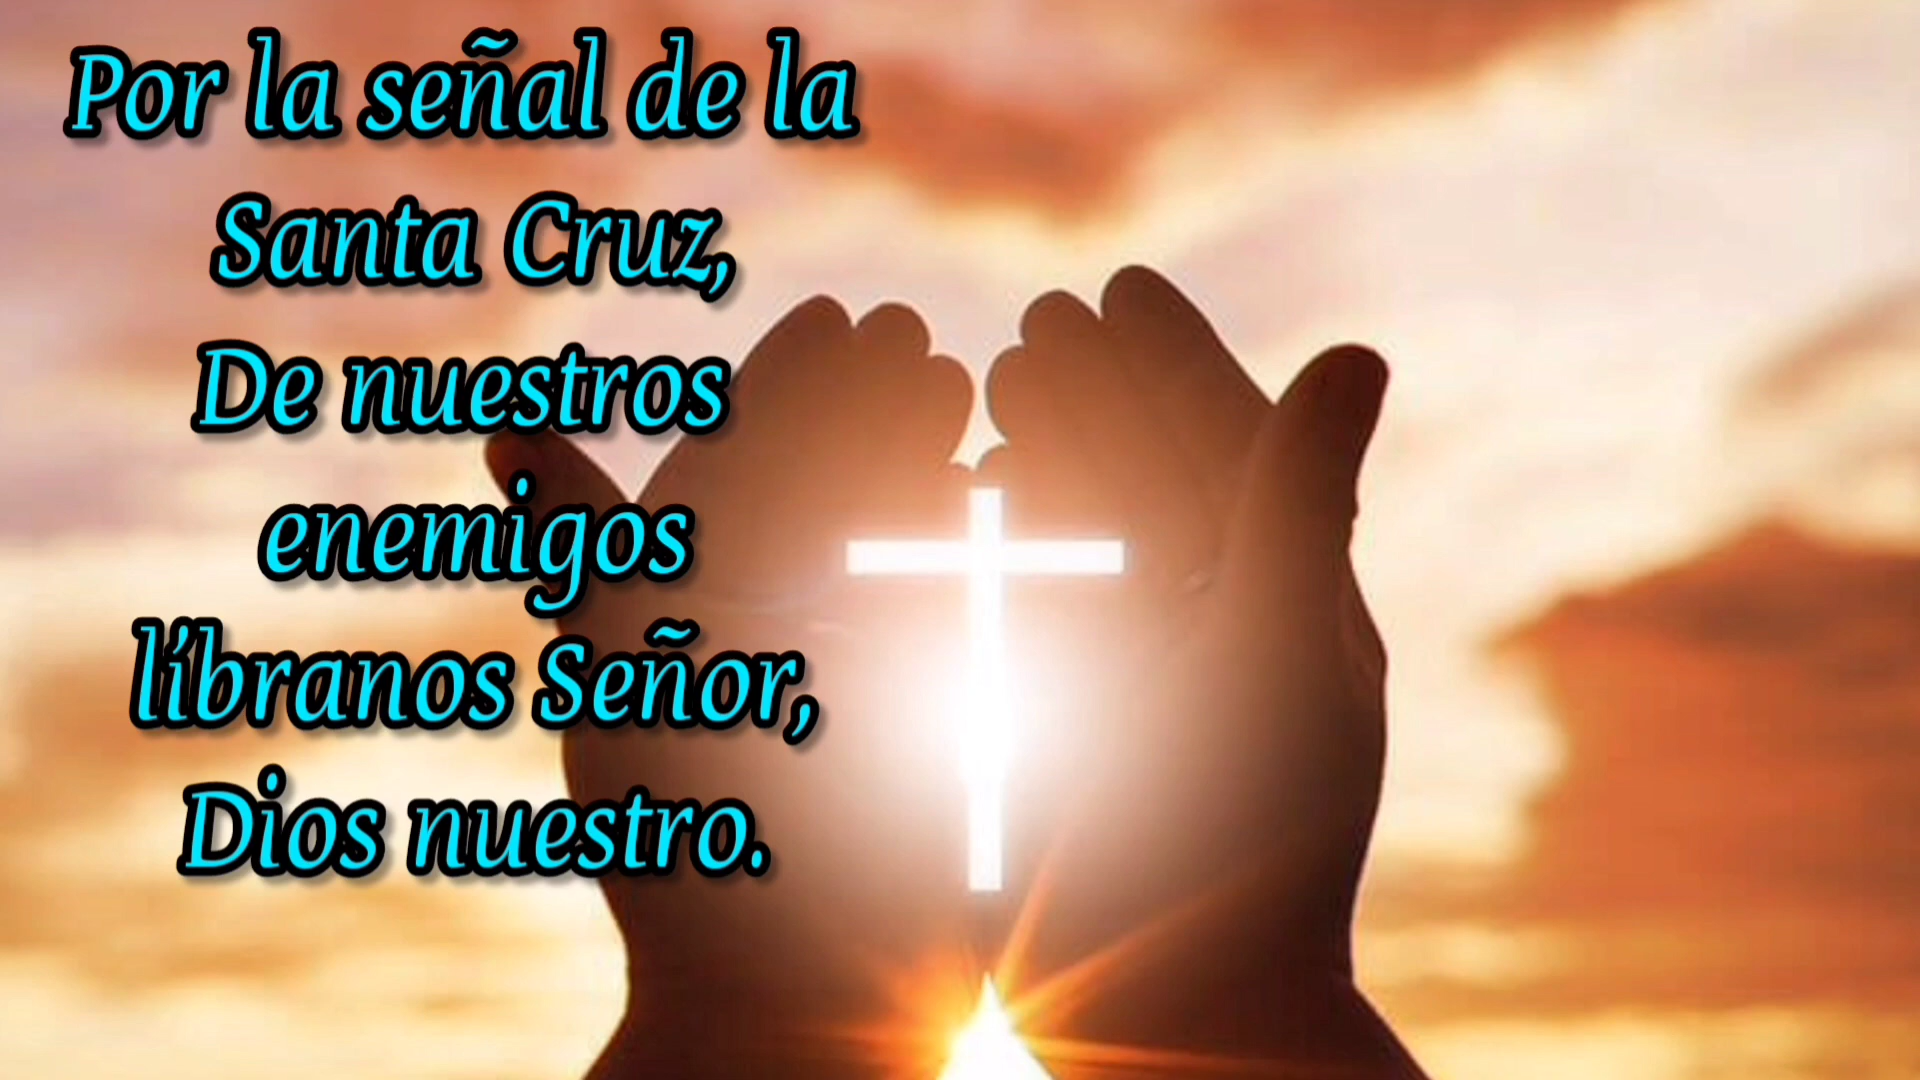 Por la señal de la
Santa Cruz,
De nuestros
enemigos
líbranos Señor,
Dios nuestro.